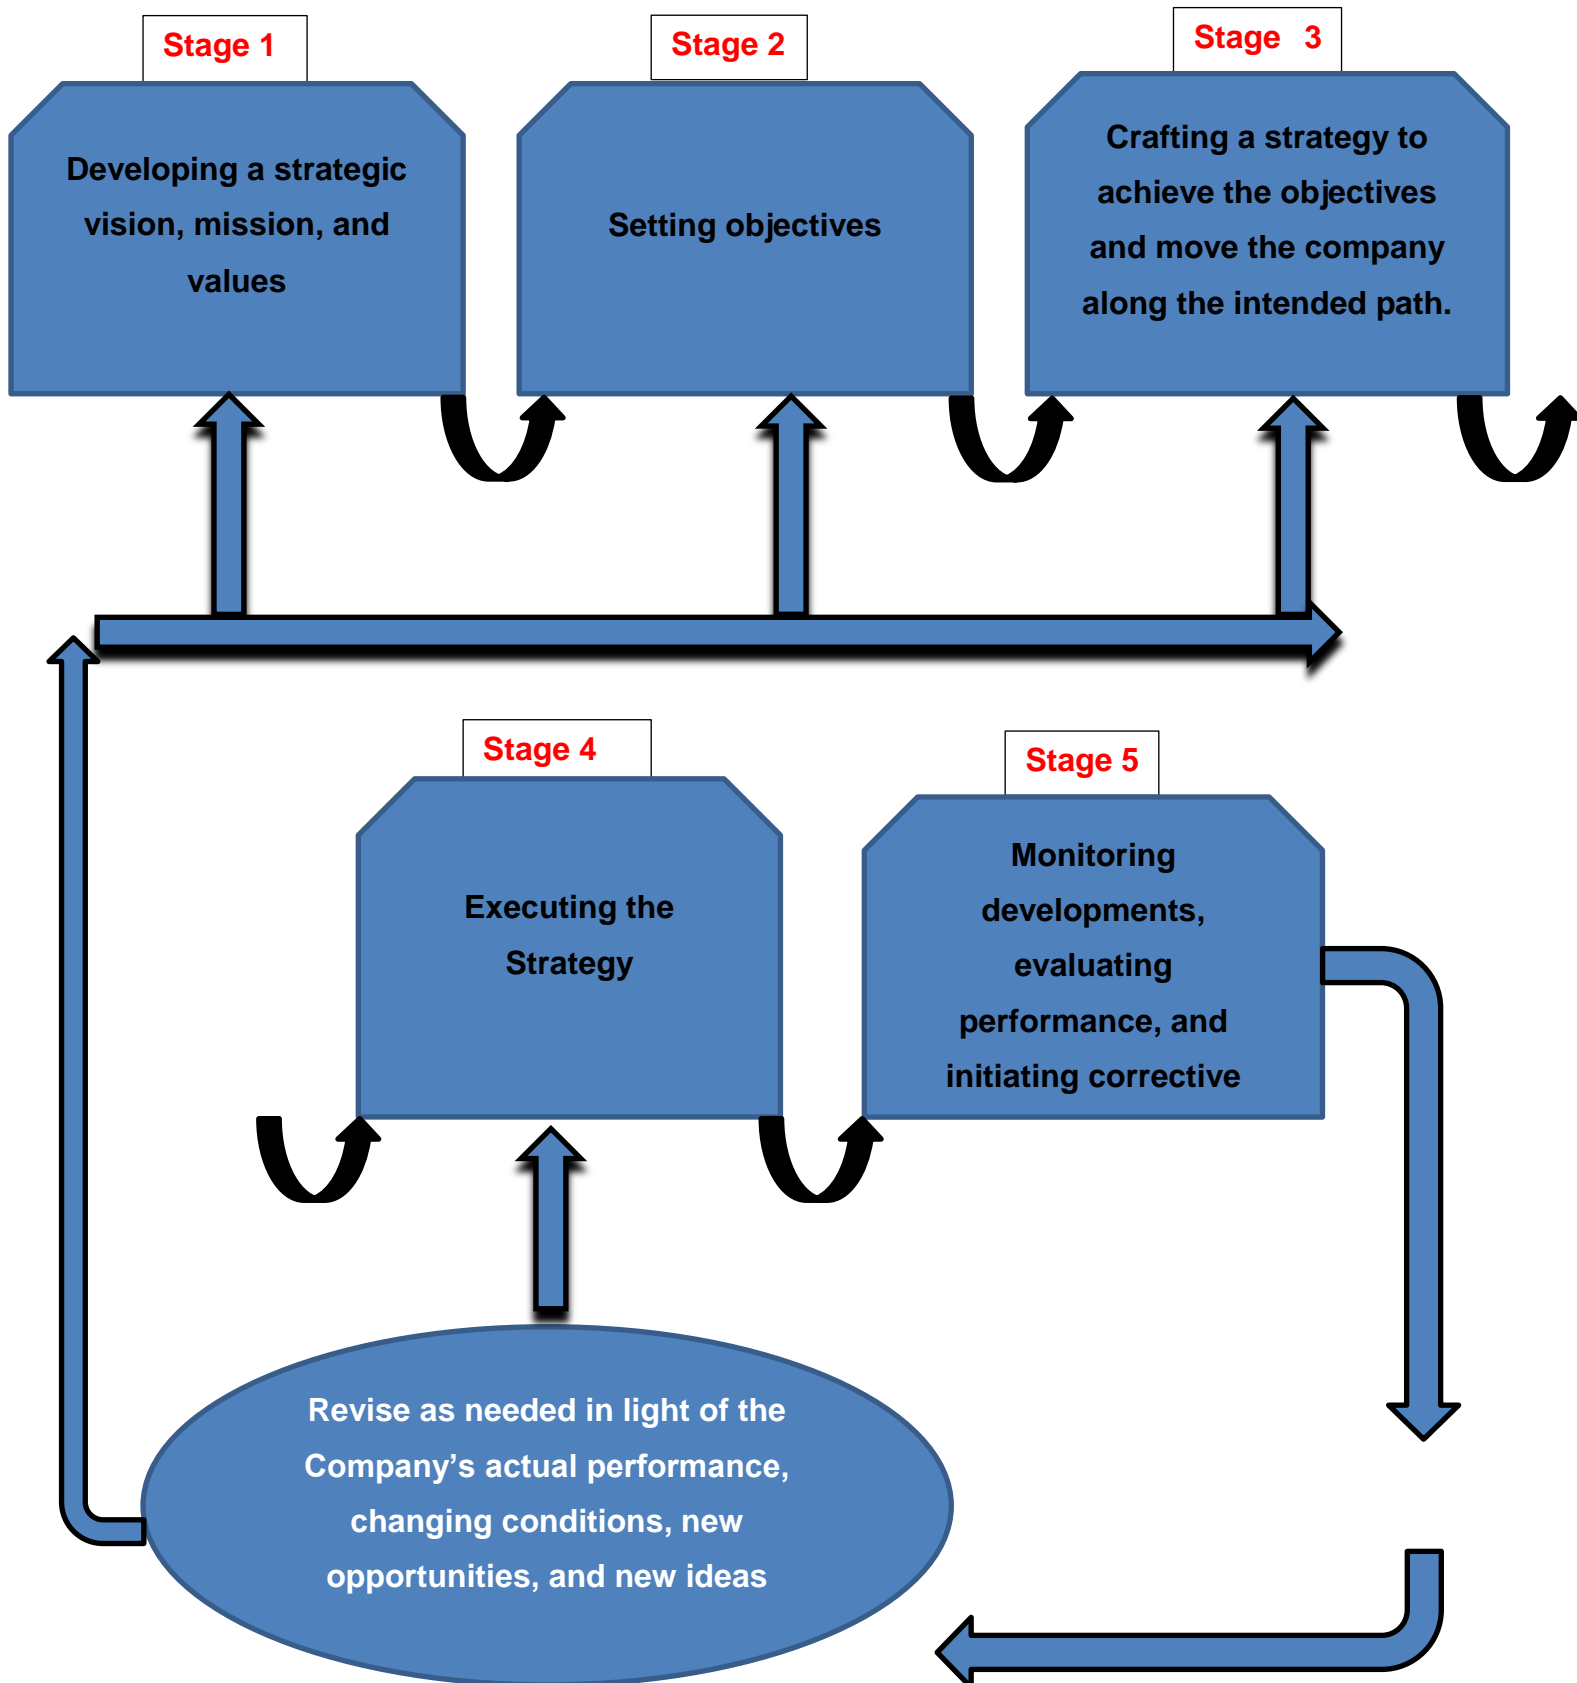 Stage 1
Developing a strategic
vision, mission, and
values
Stage 2
Setting objectives
Stage 3
Crafting a strategy to
achieve the objectives
and move the company
along the intended path.
Stage 4
Executing the
Strategy
Stage 5
Monitoring
developments,
evaluating
performance, and
initiating corrective
Revise as needed in light of the
Company’s actual performance,
changing conditions, new
opportunities, and new ideas